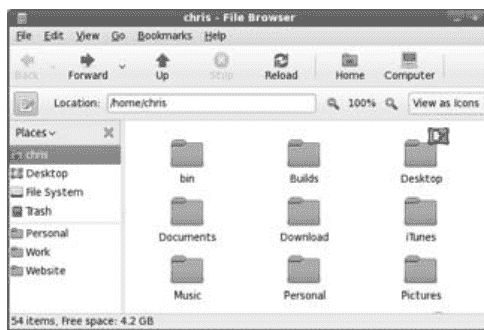 chris - File Browser
File Edit View Go Bookmarks Help
Back Forward Up Stop Reload Home Computer
Location: /home/chris 100% View as Icons
Places
chris
Desktop
File System
Trash
Personal
Work
Website
bin Builds Desktop
Documents Download iTunes
Music Personal Pictures
54 items, Free space: 4.2 GB